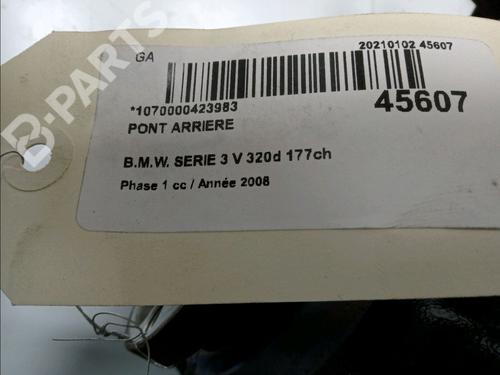 GA
20210102 45607
*1070000423983
45607
PONT ARRIERE
B.M.W. SERIE 3 V 320d 177ch
Phase 1 cc / Année 2008
B-PARTS